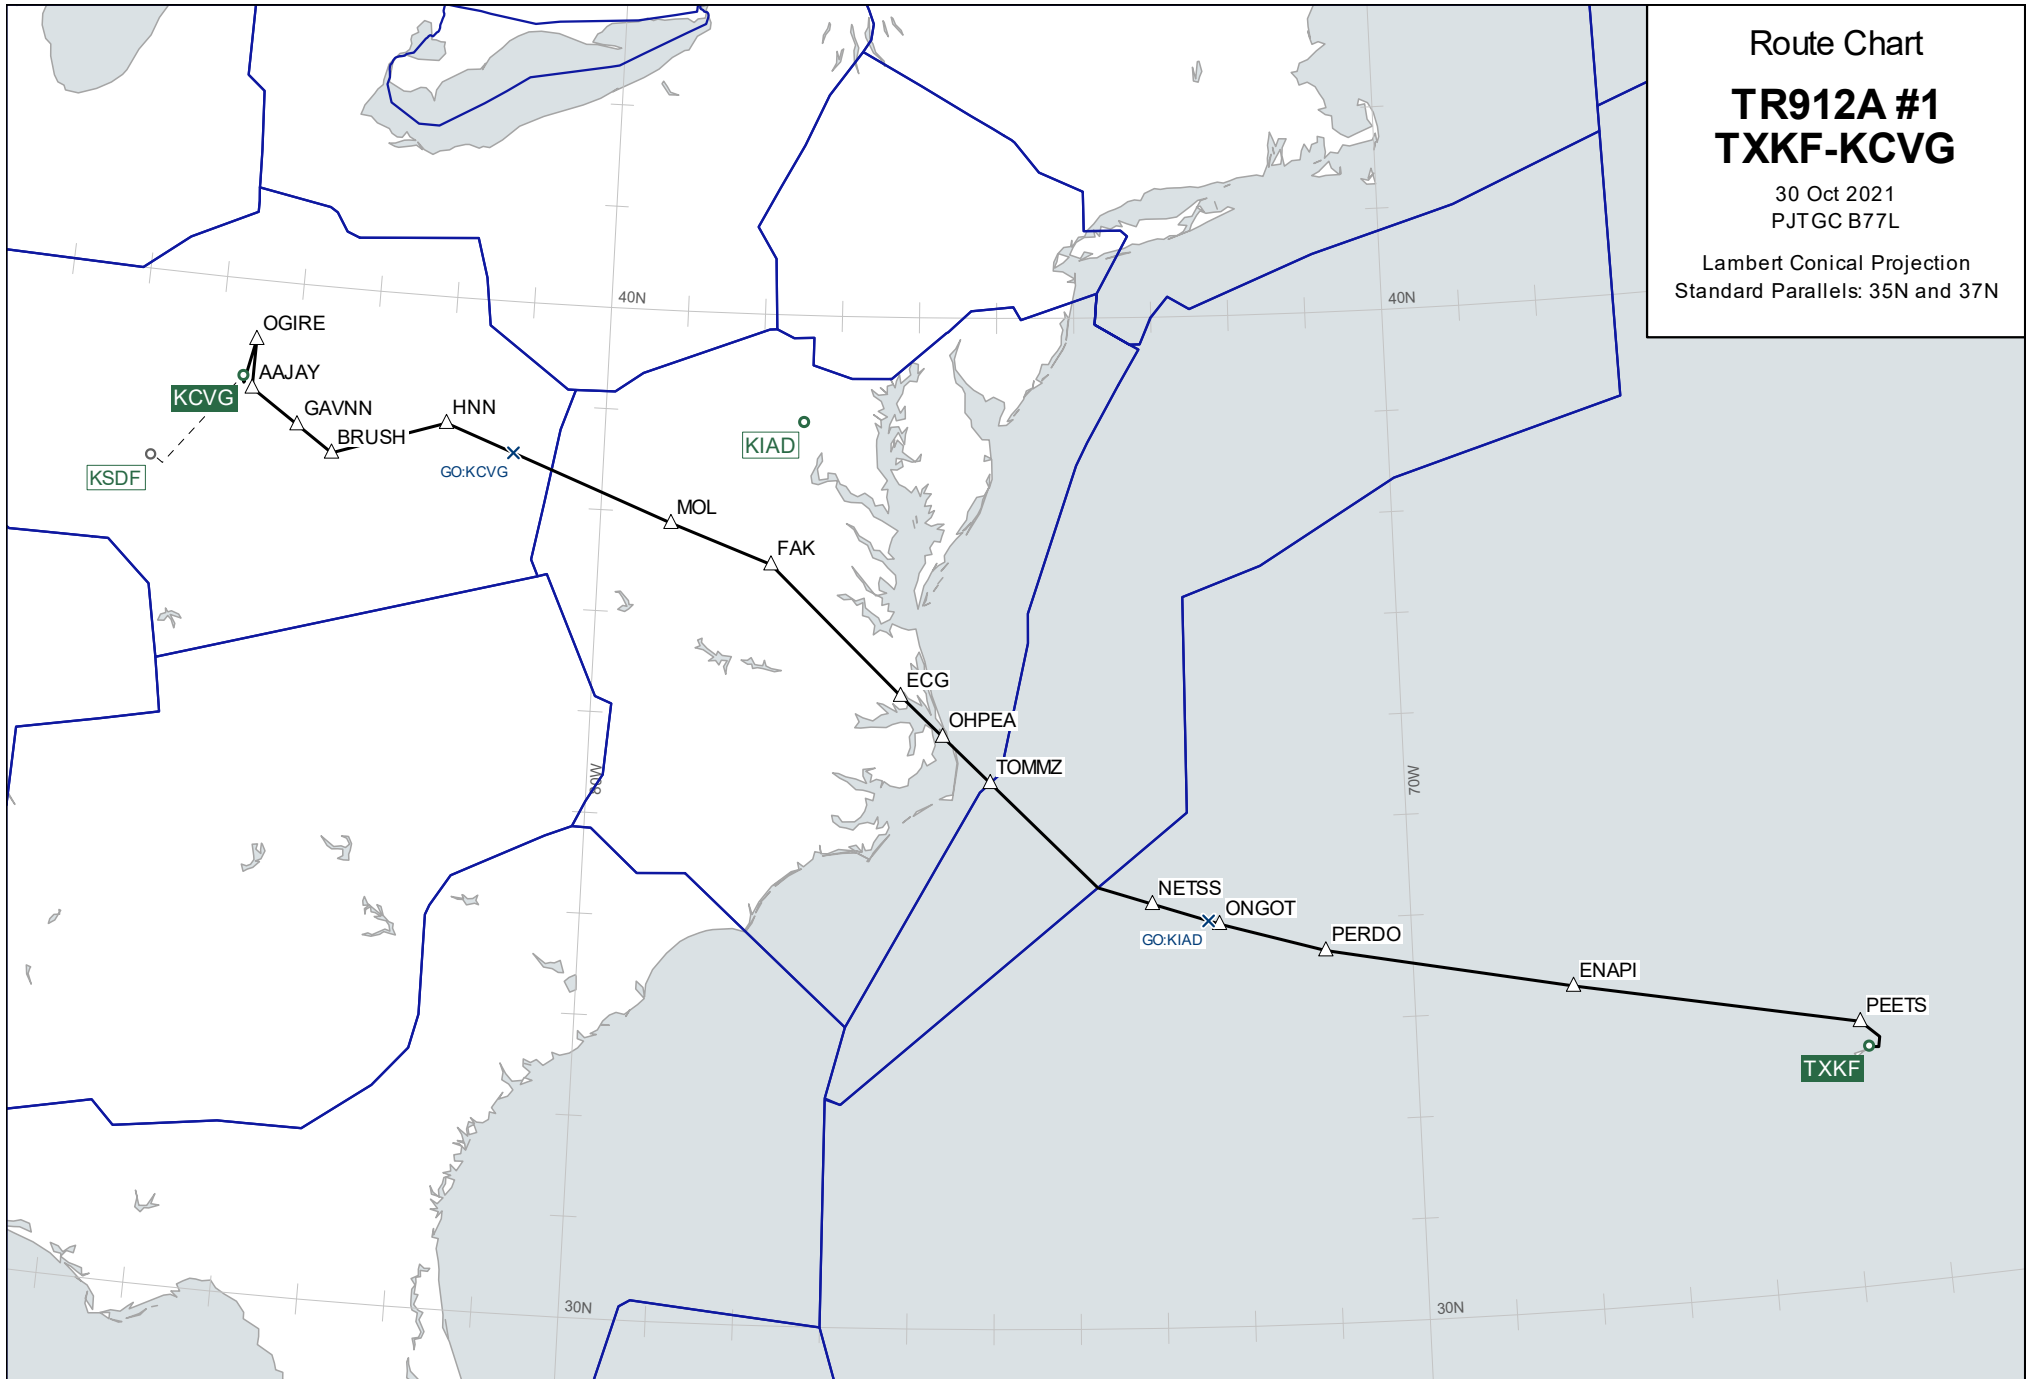 Route Chart
TR912A #1
TXKF-KCVG
30 Oct 2021
PJTGC B77L
Lambert Conical Projection
Standard Parallels: 35N and 37N
40N
40N
OGIRE
AAJAY
KCVG
GAVNN
HNN
BRUSH
KIAD
GO:KCVG
KSDF
MOL
FAK
ECG
OHPEA
TOMMZ
80W
70W
NETSS
ONGOT
GO:KIAD
PERDO
ENAPI
PEETS
TXKF
30N
30N